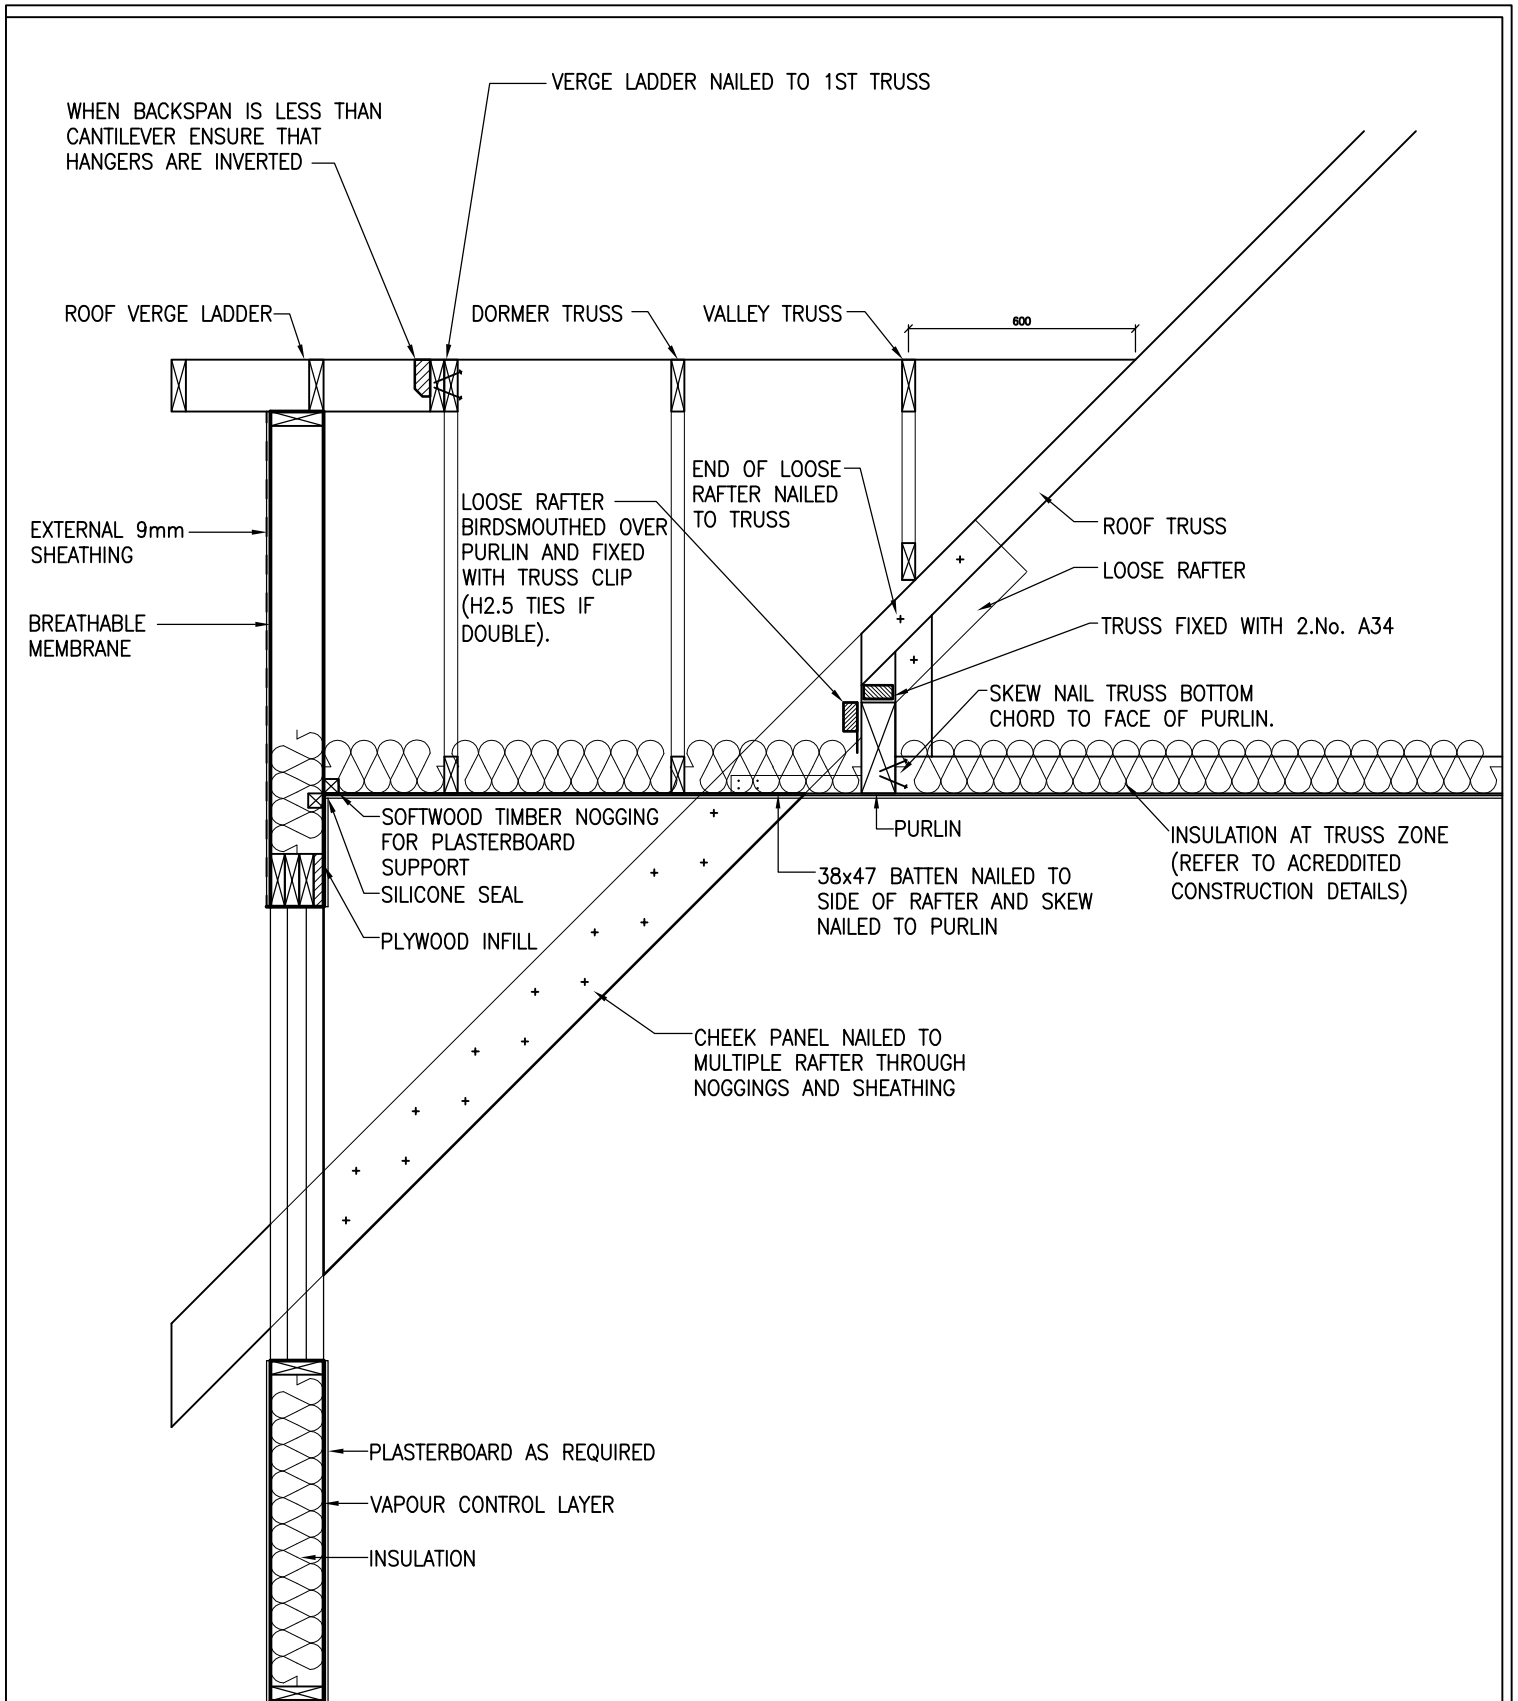 VERGE LADDER NAILED TO 1ST TRUSS
WHEN BACKSPAN IS LESS THAN
CANTILEVER ENSURE THAT
HANGERS ARE INVERTED
ROOF VERGE LADDER
DORMER TRUSS
VALLEY TRUSS
600
END OF LOOSE
RAFTER NAILED
TO TRUSS
LOOSE RAFTER
BIRDSMOUTHED OVER
PURLIN AND FIXED
WITH TRUSS CLIP
(H2.5 TIES IF
DOUBLE).
EXTERNAL 9mm
SHEATHING
BREATHABLE
MEMBRANE
ROOF TRUSS
LOOSE RAFTER
TRUSS FIXED WITH 2.No. A34
SKEW NAIL TRUSS BOTTOM
CHORD TO FACE OF PURLIN.
SOFTWOOD TIMBER NOGGING
FOR PLASTERBOARD
SUPPORT
SILICONE SEAL
PLYWOOD INFILL
PURLIN
38x47 BATTEN NAILED TO
SIDE OF RAFTER AND SKEW
NAILED TO PURLIN
INSULATION AT TRUSS ZONE
(REFER TO ACREDDITED
CONSTRUCTION DETAILS)
CHEEK PANEL NAILED TO
MULTIPLE RAFTER THROUGH
NOGGINGS AND SHEATHING
PLASTERBOARD AS REQUIRED
VAPOUR CONTROL LAYER
INSULATION